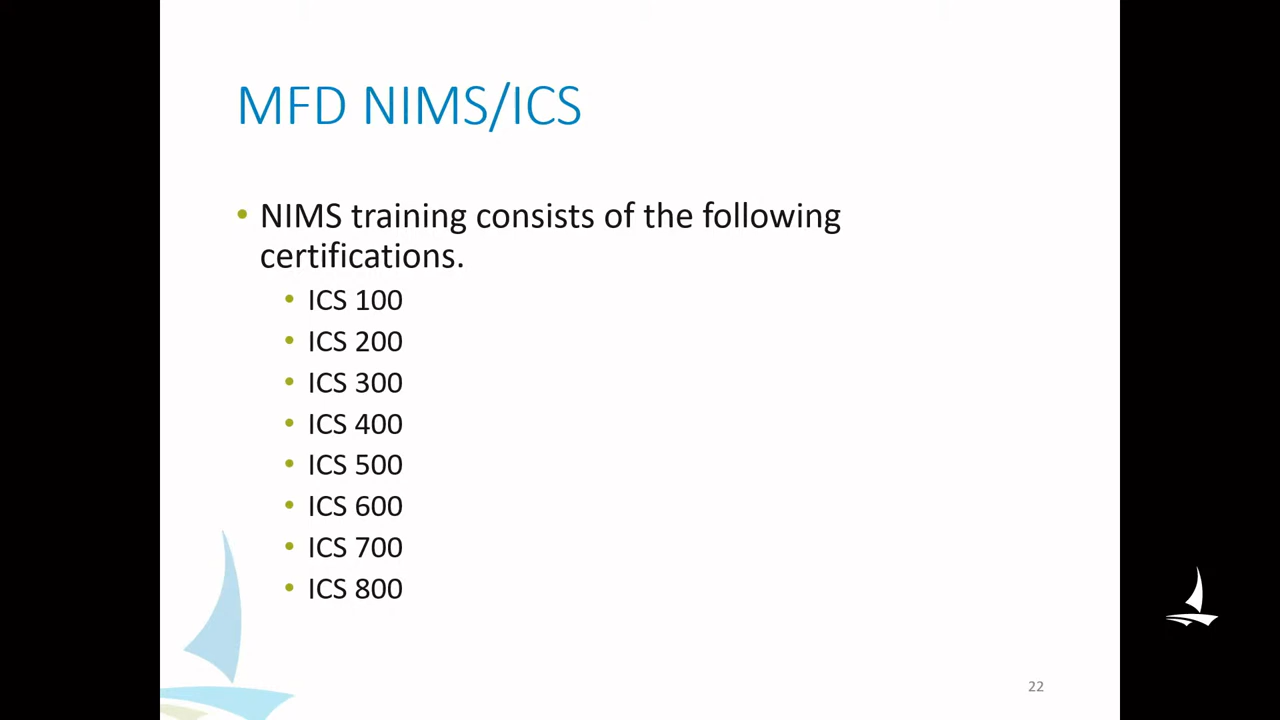 MFD NIMS/ICS
• NIMS training consists of the following
certifications.
• ICS 100
• ICS 200
• ICS 300
• ICS 400
• ICS 500
• ICS 600
• ICS 700
• ICS 800
22